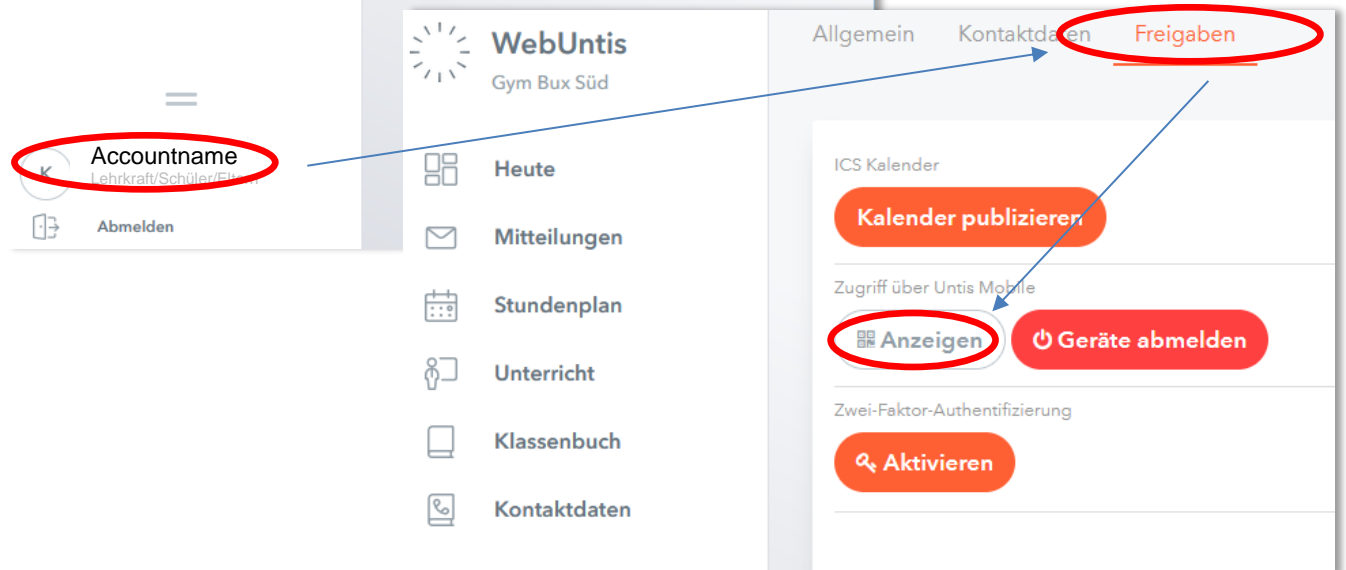 K
Accountname
Lehrkraft/Schüler/Eltern
Abmelden
WebUntis
Gym Bux Süd
Heute
Mitteilungen
Stundenplan
Unterricht
Klassenbuch
Kontaktdaten
Allgemein Kontaktdaten Freigaben
ICS Kalender
Kalender publizieren
Zugriff über Untis Mobile
Anzeigen Geräte abmelden
Zwei-Faktor-Authentifizierung
Aktivieren